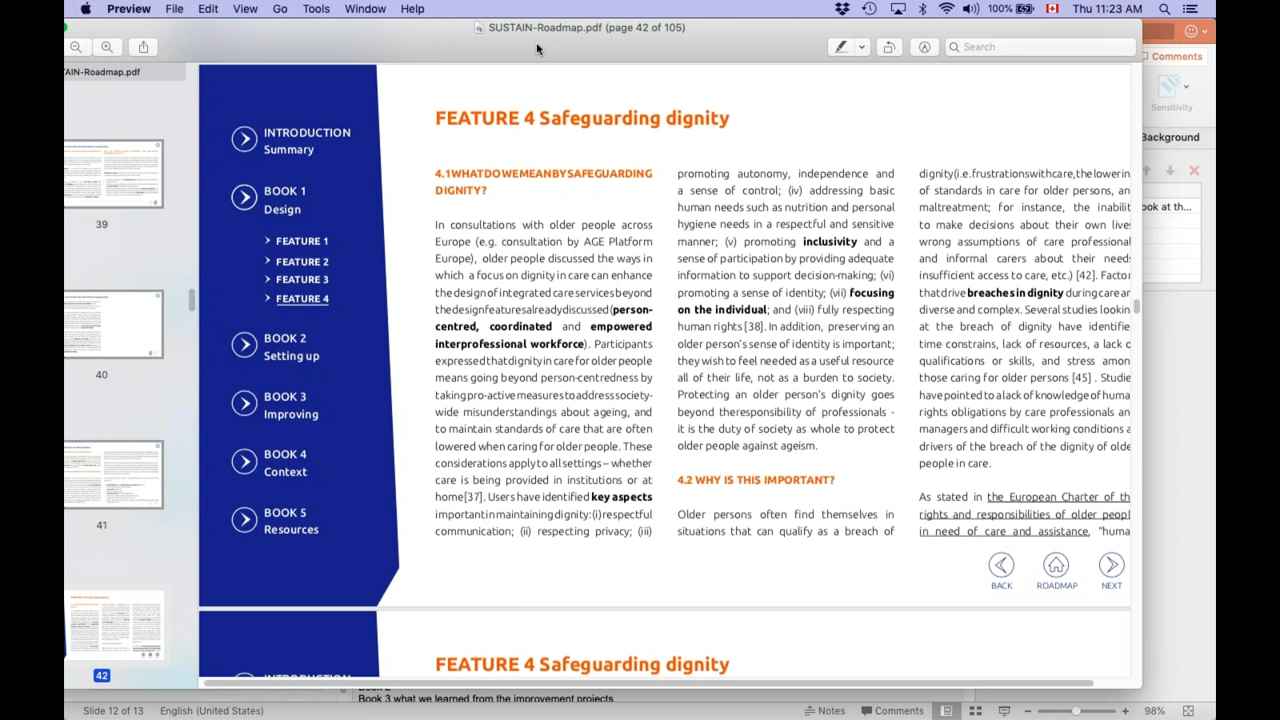 Preview File Edit View Go Tools Window Help
100% Thu 11:23 AM
SUSTAIN-Roadmap.pdf (page 42 of 105)
Search
Comments
Sensitivity
Background
ook at th...
TAIN-Roadmap.pdf
39
40
41
42
INTRODUCTION
Summary
BOOK 1
Design
FEATURE 1
FEATURE 2
FEATURE 3
FEATURE 4
BOOK 2
Setting up
BOOK 3
Improving
BOOK 4
Context
BOOK 5
Resources
FEATURE 4 Safeguarding dignity
4.1 WHAT DO WE MEAN BY SAFEGUARDING
DIGNITY?
In consultations with older people across
Europe (e.g. consultation by AGE Platform
Europe), older people discussed the ways in
which a focus on dignity in care can enhance
the design of integrated care services beyond
the design features already discussed (person-
centred, coordinated and empowered
interprofessional workforce). Participants
expressed that dignity in care for older people
means going beyond person-centredness by
taking pro-active measures to address society-
wide misunderstandings about ageing, and
to maintain standards of care that are often
lowered when caring for older people. These
considerations apply to all settings – whether
care is being provided in institutions or at
home[37]. Users have identified key aspects
important in maintaining dignity: (i) respectful
communication; (ii) respecting privacy; (iii)
promoting autonomy, independence and
a sense of control; (iv) addressing basic
human needs such as nutrition and personal
hygiene needs in a respectful and sensitive
manner; (v) promoting inclusivity and a
sense of participation by providing adequate
information to support decision-making; (vi)
promoting a sense of identity; (vii) focusing
on the individual, and (iii) fully respecting
human rights [38]. In addition, preserving an
older person's sense of identity is important;
they wish to feel needed as a useful resource
all of their life, not as a burden to society.
Protecting an older person's dignity goes
beyond theresponsibility of professionals -
it is the duty of society as whole to protect
older people against ageism.
4.2 WHY IS THIS IMPORTANT?
Older persons often find themselves in
situations that can qualify as a breach of
dignity, i.e. frustrations with care, the lowerin
of standards in care for older persons, an
maltreatment; for instance, the inabilit
to make decisions about their own live
wrong assumptions of care professional
and informal carers about their needs
insufficient access to care, etc.) [42]. Factor
that drive breaches in dignity during care ar
diverse and complex. Several studies lookin
at the breach of dignity have identifie
time constrains, lack of resources, a lack o
qualifications or skills, and stress amon
those caring for older persons [45] . Studie
have pointed to a lack of knowledge of huma
rights obligations by care professionals an
managers and difficult working conditions a
drivers of the breach of the dignity of olde
people in care.
As stated in the European Charter of th
rights and responsibilities of older peopl
in need of care and assistance, "huma
BACK
ROADMAP
NEXT
FEATURE 4 Safeguarding dignity
Book 3 what we learned from the improvement projects
Slide 12 of 13 English (United States)
Notes Comments 98%